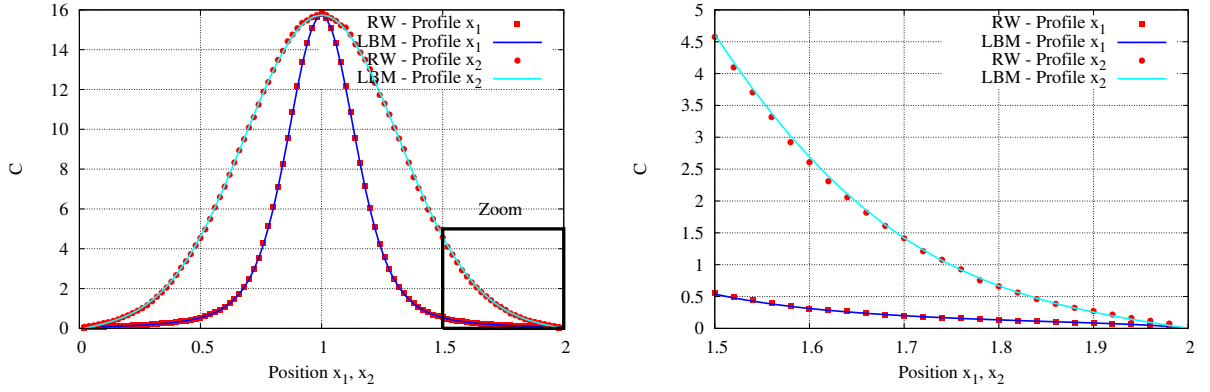 16
14
12
10
8
6
4
2
0
C
0
0.5
1
1.5
2
Position x₁, x₂
RW - Profile x₁
LBM - Profile x₁
RW - Profile x₂
LBM - Profile x₂
Zoom
5
4.5
4
3.5
3
2.5
2
1.5
1
0.5
0
C
1.5
1.6
1.7
1.8
1.9
2
Position x₁, x₂
RW - Profile x₁
LBM - Profile x₁
RW - Profile x₂
LBM - Profile x₂